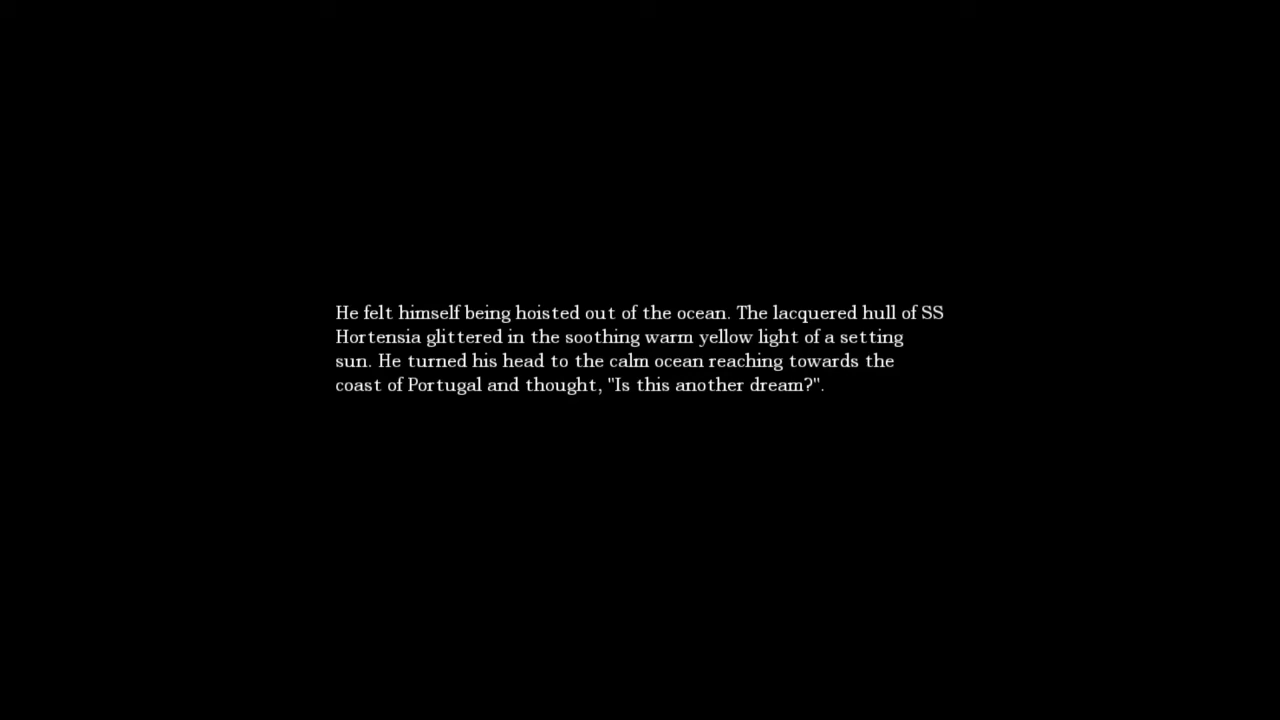 He felt himself being hoisted out of the ocean. The lacquered hull of SS
Hortensia glittered in the soothing warm yellow light of a setting
sun. He turned his head to the calm ocean reaching towards the
coast of Portugal and thought, "Is this another dream?".